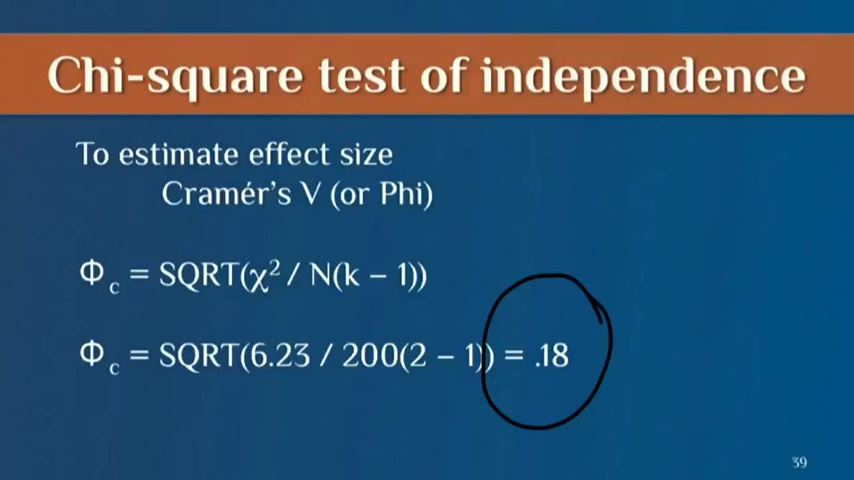 Chi-square test of independence
To estimate effect size
Cramér's V (or Phi)
Φc = SQRT(χ² / N(k – 1))
Φc = SQRT(6.23 / 200(2 – 1)) = .18
39